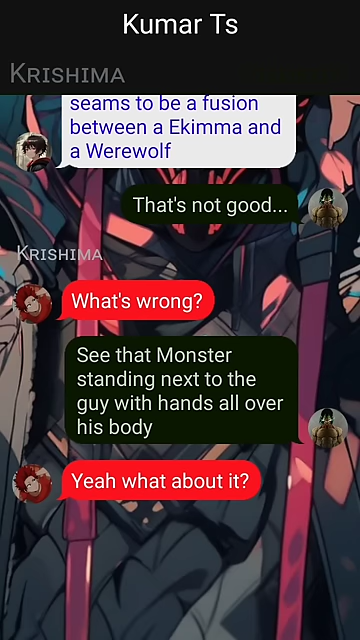 Kumar Ts
Krishima
seams to be a fusion
between a Ekimma and
a Werewolf
That's not good...
Krishima
What's wrong?
See that Monster
standing next to the
guy with hands all over
his body
Yeah what about it?